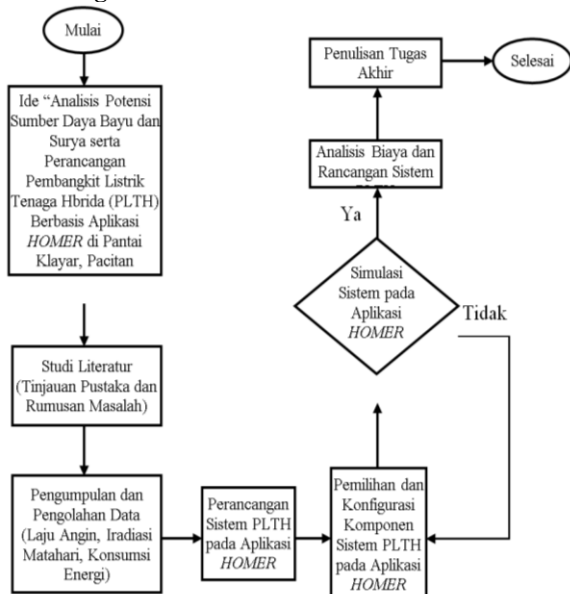 Mulai
Ide “Analisis Potensi
Sumber Daya Bayu dan
Surya serta
Perancangan
Pembangkit Listrik
Tenaga Hbrida (PLTH)
Berbasis Aplikasi
HOMER di Pantai
Klayar, Pacitan
Studi Literatur
(Tinjauan Pustaka dan
Rumusan Masalah)
Pengumpulan dan
Pengolahan Data
(Laju Angin, Iradiasi
Matahari, Konsumsi
Energi)
Perancangan
Sistem PLTH
pada Aplikasi
HOMER
Pemilihan dan
Konfigurasi
Komponen
Sistem PLTH
pada Aplikasi
HOMER
Simulasi
Sistem pada
Aplikasi
HOMER
Tidak
Ya
Analisis Biaya dan
Rancangan Sistem
Penulisan Tugas
Akhir
Selesai